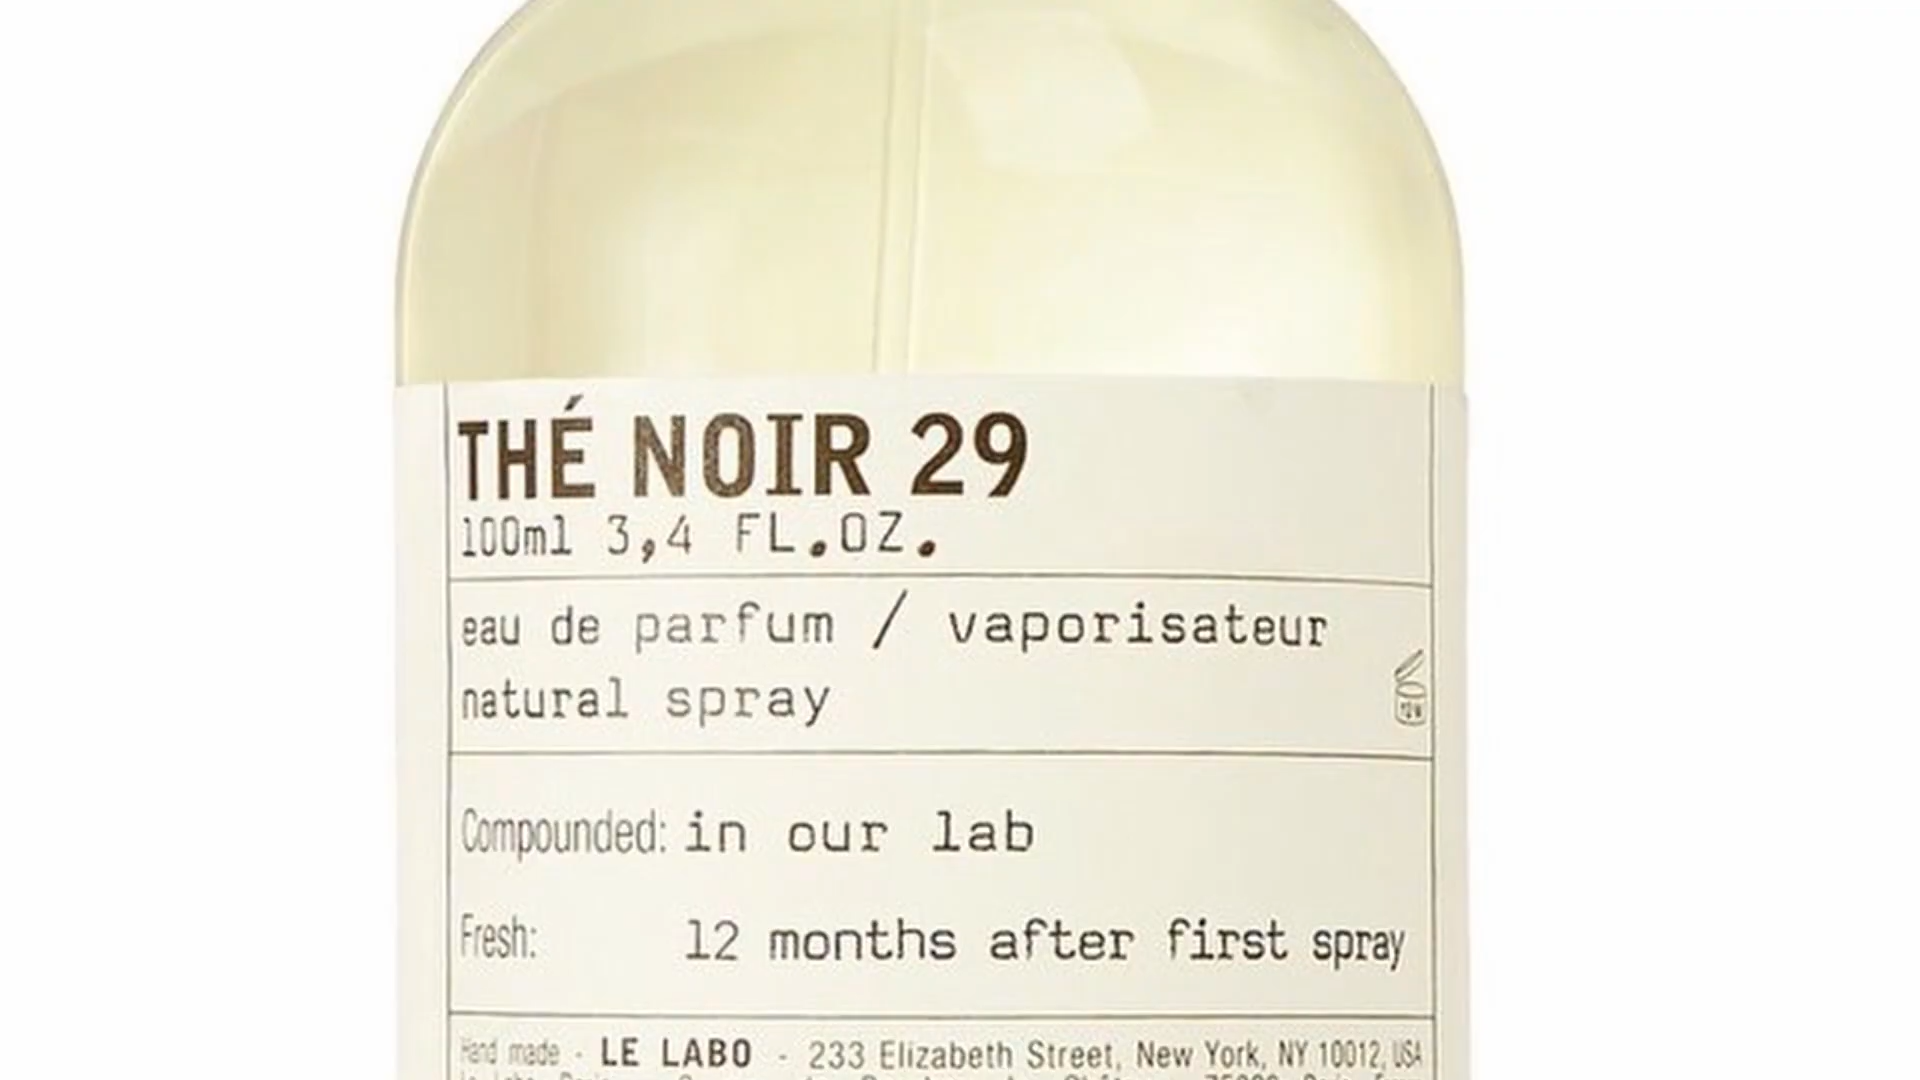 THÉ NOIR 29
100ml 3,4 FL.OZ.
eau de parfum / vaporisateur
natural spray
12M
Compounded: in our lab
Fresh: 12 months after first spray
Hand made - LE LABO - 233 Elizabeth Street, New York, NY 10012, USA